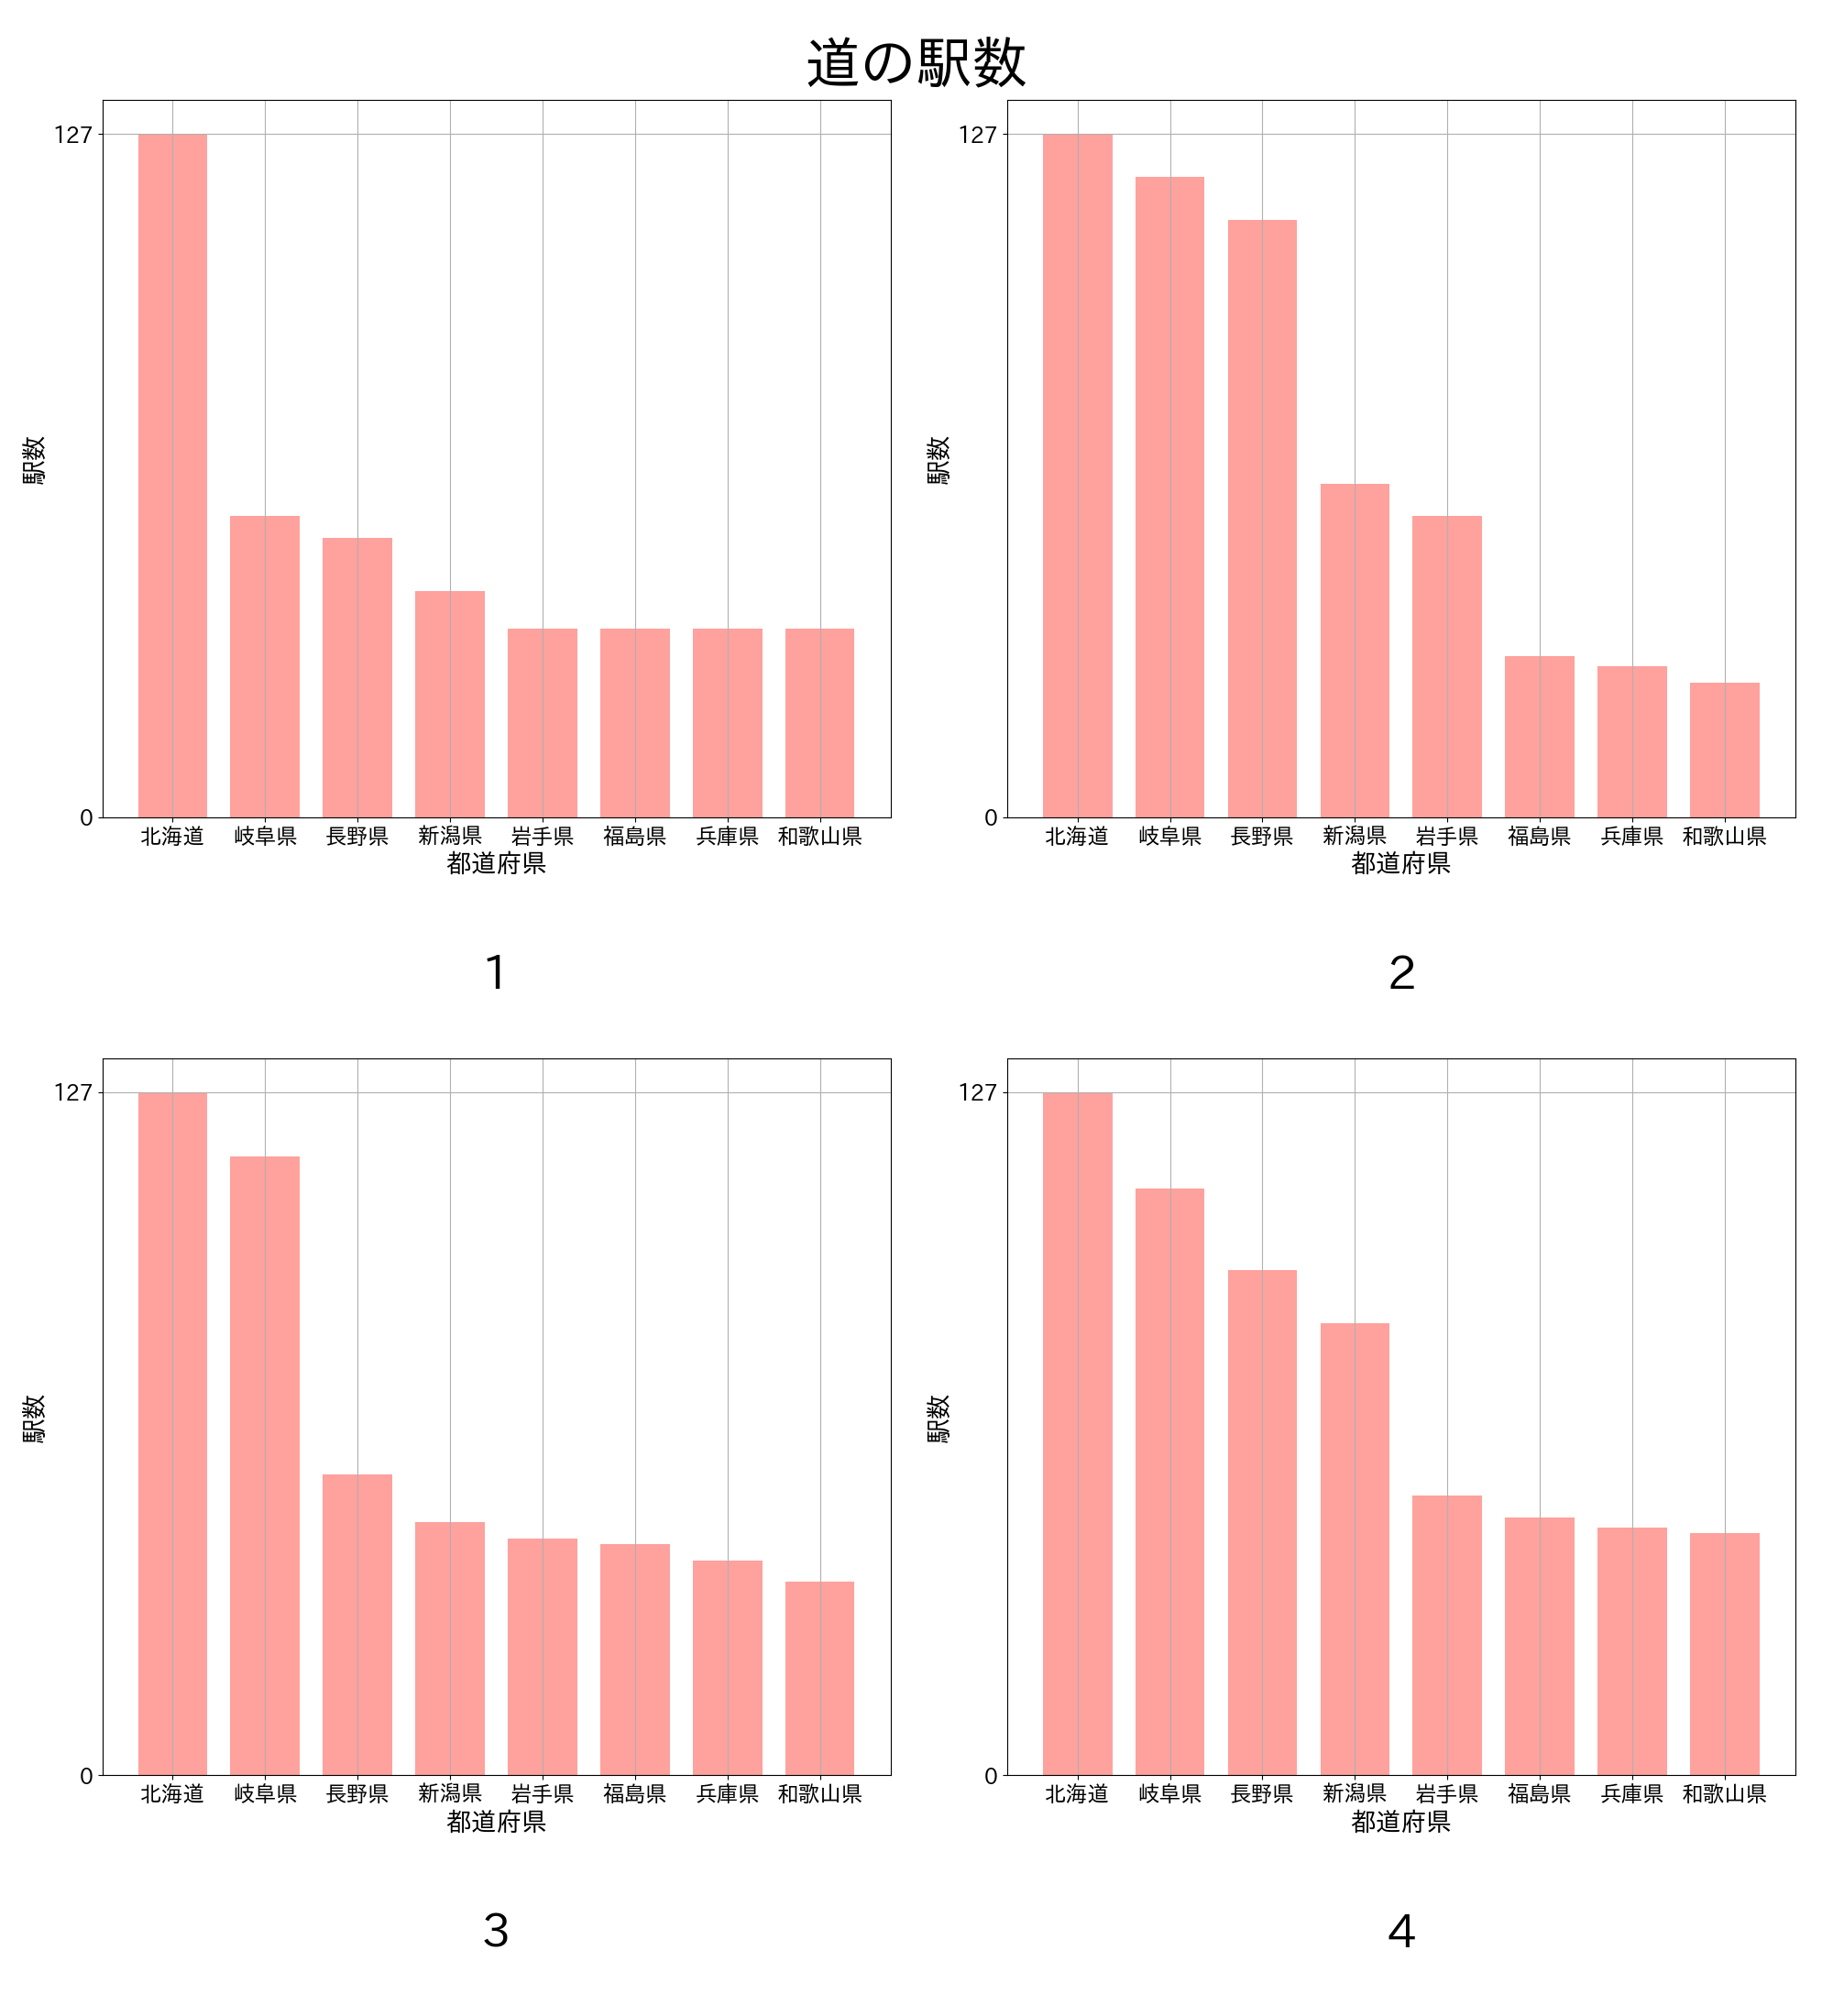 道の駅数
127
駅数
0
北海道 岐阜県 長野県 新潟県 岩手県 福島県 兵庫県 和歌山県
都道府県
1
127
駅数
0
北海道 岐阜県 長野県 新潟県 岩手県 福島県 兵庫県 和歌山県
都道府県
2
127
駅数
0
北海道 岐阜県 長野県 新潟県 岩手県 福島県 兵庫県 和歌山県
都道府県
3
127
駅数
0
北海道 岐阜県 長野県 新潟県 岩手県 福島県 兵庫県 和歌山県
都道府県
4